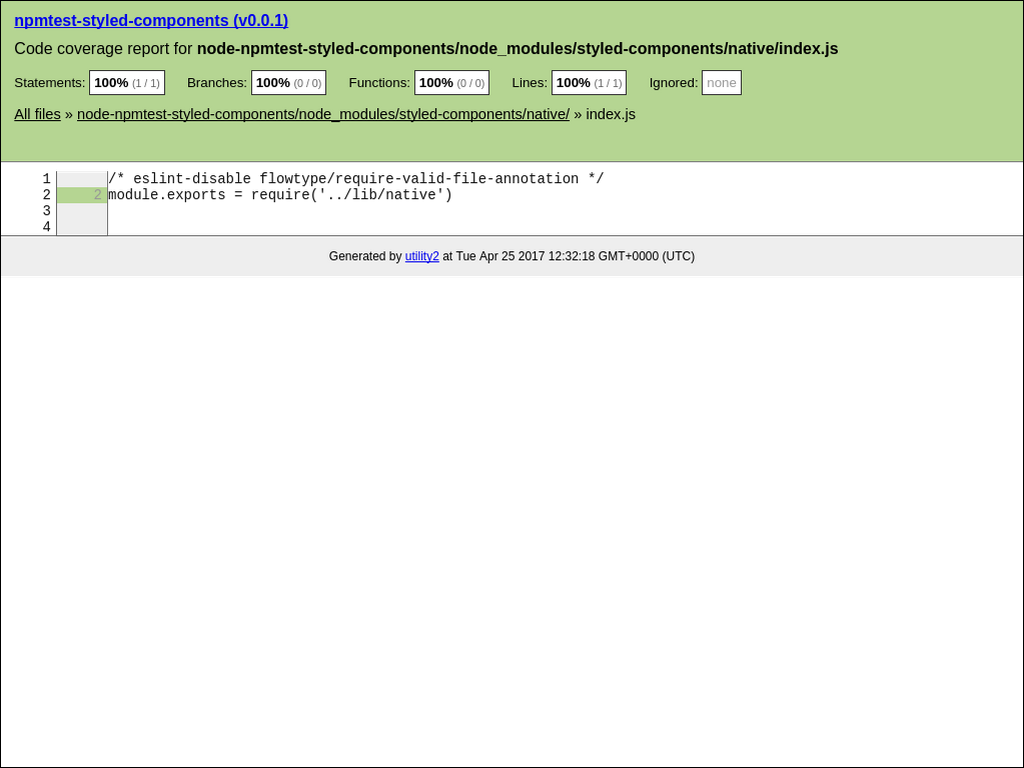 npmtest-styled-components (v0.0.1)
Code coverage report for node-npmtest-styled-components/node_modules/styled-components/native/index.js
Statements: 100% (1 / 1) Branches: 100% (0 / 0) Functions: 100% (0 / 0) Lines: 100% (1 / 1) Ignored: none
All files » node-npmtest-styled-components/node_modules/styled-components/native/ » index.js
1 /* eslint-disable flowtype/require-valid-file-annotation */
2 2 module.exports = require('../lib/native')
3
4
Generated by utility2 at Tue Apr 25 2017 12:32:18 GMT+0000 (UTC)